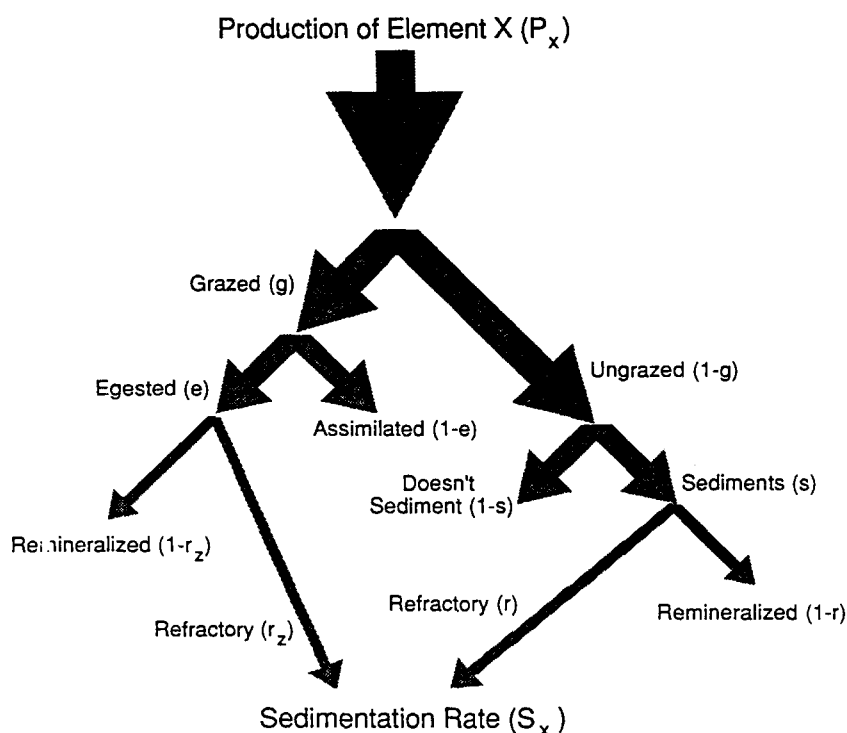 Production of Element X (Px)
Grazed (g)
Ungrazed (1-g)
Egested (e)
Assimilated (1-e)
Doesn't
Sediment (1-s)
Sediments (s)
Remineralized (1-rz)
Refractory (r)
Remineralized (1-r)
Refractory (rz)
Sedimentation Rate (Sx)